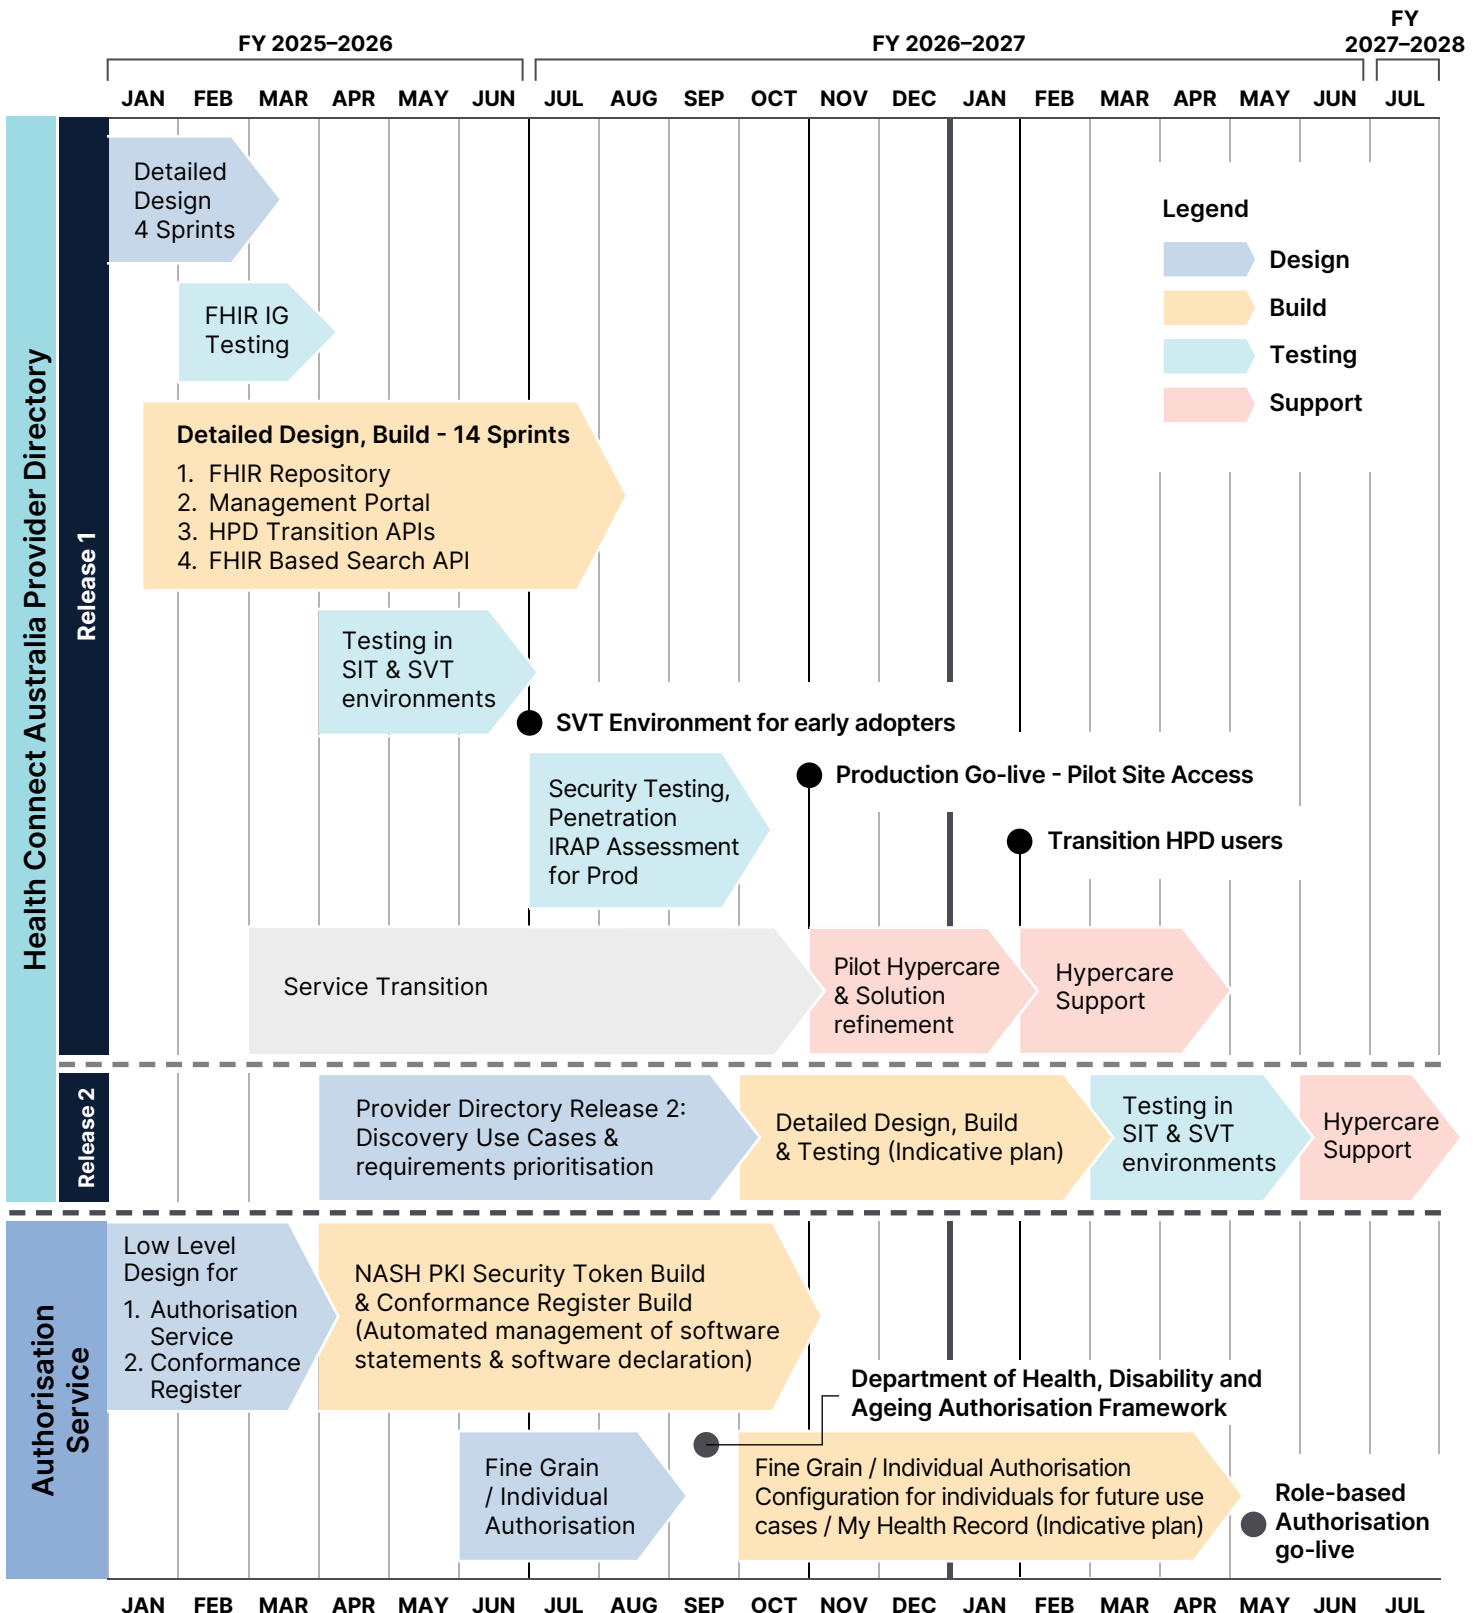 FY 2025–2026
FY 2026–2027
FY
2027–2028
JAN FEB MAR APR MAY JUN JUL AUG SEP OCT NOV DEC JAN FEB MAR APR MAY JUN JUL
Health Connect Australia Provider Directory
Release 1
Detailed
Design
4 Sprints
Legend
Design
Build
Testing
Support
FHIR IG
Testing
Detailed Design, Build - 14 Sprints
1. FHIR Repository
2. Management Portal
3. HPD Transition APIs
4. FHIR Based Search API
Testing in
SIT & SVT
environments
SVT Environment for early adopters
Security Testing,
Penetration
IRAP Assessment
for Prod
Production Go-live - Pilot Site Access
Transition HPD users
Service Transition
Pilot Hypercare
& Solution
refinement
Hypercare
Support
Release 2
Provider Directory Release 2:
Discovery Use Cases &
requirements prioritisation
Detailed Design, Build
& Testing (Indicative plan)
Testing in
SIT & SVT
environments
Hypercare
Support
Authorisation
Service
Low Level
Design for
1. Authorisation
Service
2. Conformance
Register
NASH PKI Security Token Build
& Conformance Register Build
(Automated management of software
statements & software declaration)
Department of Health, Disability and
Ageing Authorisation Framework
Fine Grain
/ Individual
Authorisation
Fine Grain / Individual Authorisation
Configuration for individuals for future use
cases / My Health Record (Indicative plan)
Role-based
Authorisation
go-live
JAN FEB MAR APR MAY JUN JUL AUG SEP OCT NOV DEC JAN FEB MAR APR MAY JUN JUL